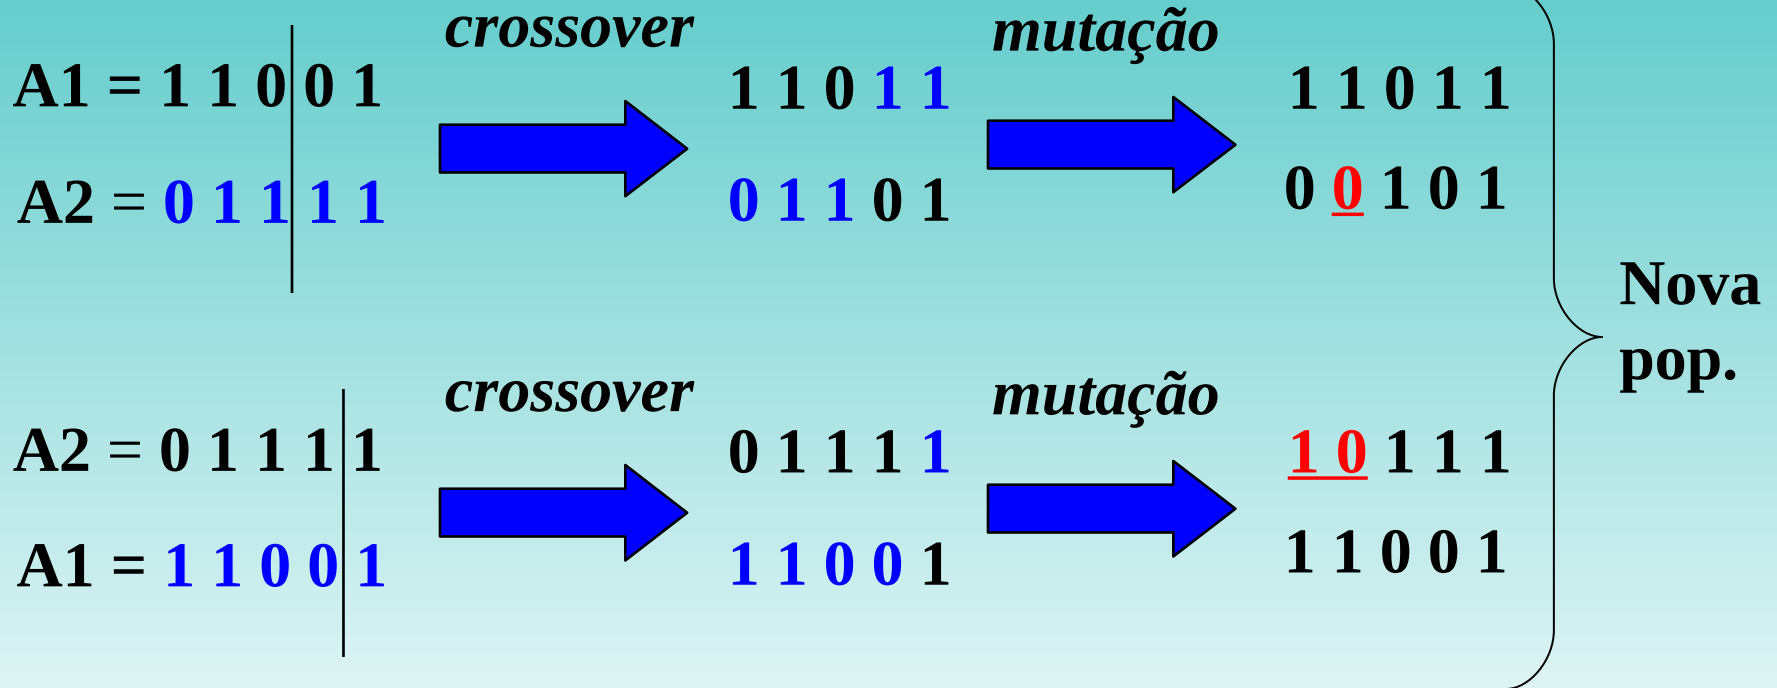 crossover mutação
A1 = 1 1 0 0 1 1 1 0 1 1 1 1 0 1 1
A2 = 0 1 1 1 1 0 1 1 0 1 0 0 1 0 1
Nova
pop.
crossover mutação
A2 = 0 1 1 1 1 0 1 1 1 1 1 0 1 1 1
A1 = 1 1 0 0 1 1 1 0 0 1 1 1 0 0 1